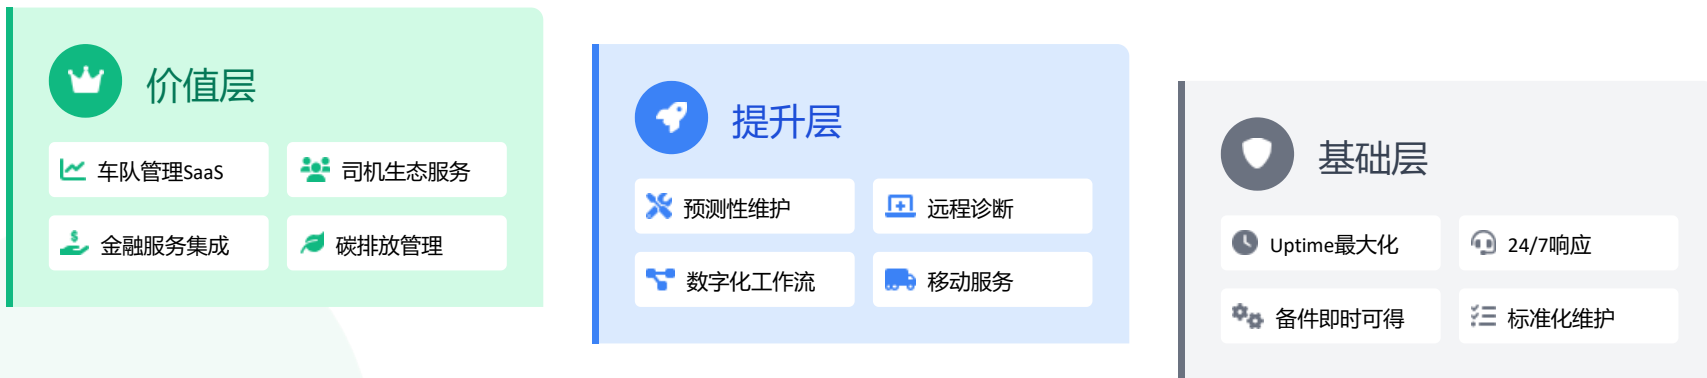 价值层
车队管理SaaS
司机生态服务
金融服务集成
碳排放管理
提升层
预测性维护
远程诊断
数字化工作流
移动服务
基础层
Uptime最大化
24/7响应
备件即时可得
标准化维护